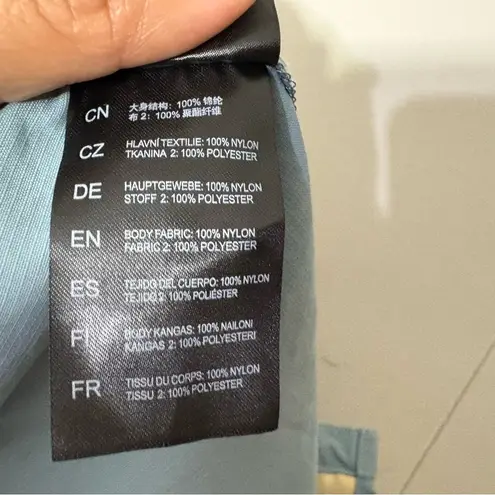 CN 大身结构: 100% 锦纶
布 2: 100% 聚酯纤维
CZ HLAVNÍ TEXTILIE: 100% NYLON
TKANINA 2: 100% POLYESTER
DE HAUPTGEWEBE: 100% NYLON
STOFF 2: 100% POLYESTER
EN BODY FABRIC: 100% NYLON
FABRIC 2: 100% POLYESTER
ES TEJIDO DEL CUERPO: 100% NYLON
TEJIDO 2: 100% POLIÉSTER
FI BODY KANGAS: 100% NAILONI
KANGAS 2: 100% POLYESTERI
FR TISSU DU CORPS: 100% NYLON
TISSU 2: 100% POLYESTER